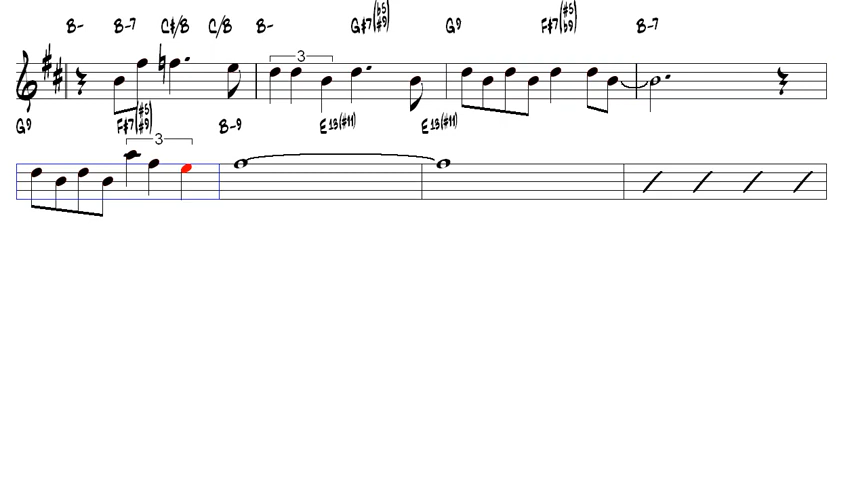 B- B-7 C#/B C/B B- G#7(b5 #9) G9 F#7(#5 b9) B-7
3
G9 F#7(#5 #9) B-9 E13(#11) E13(#11)
3